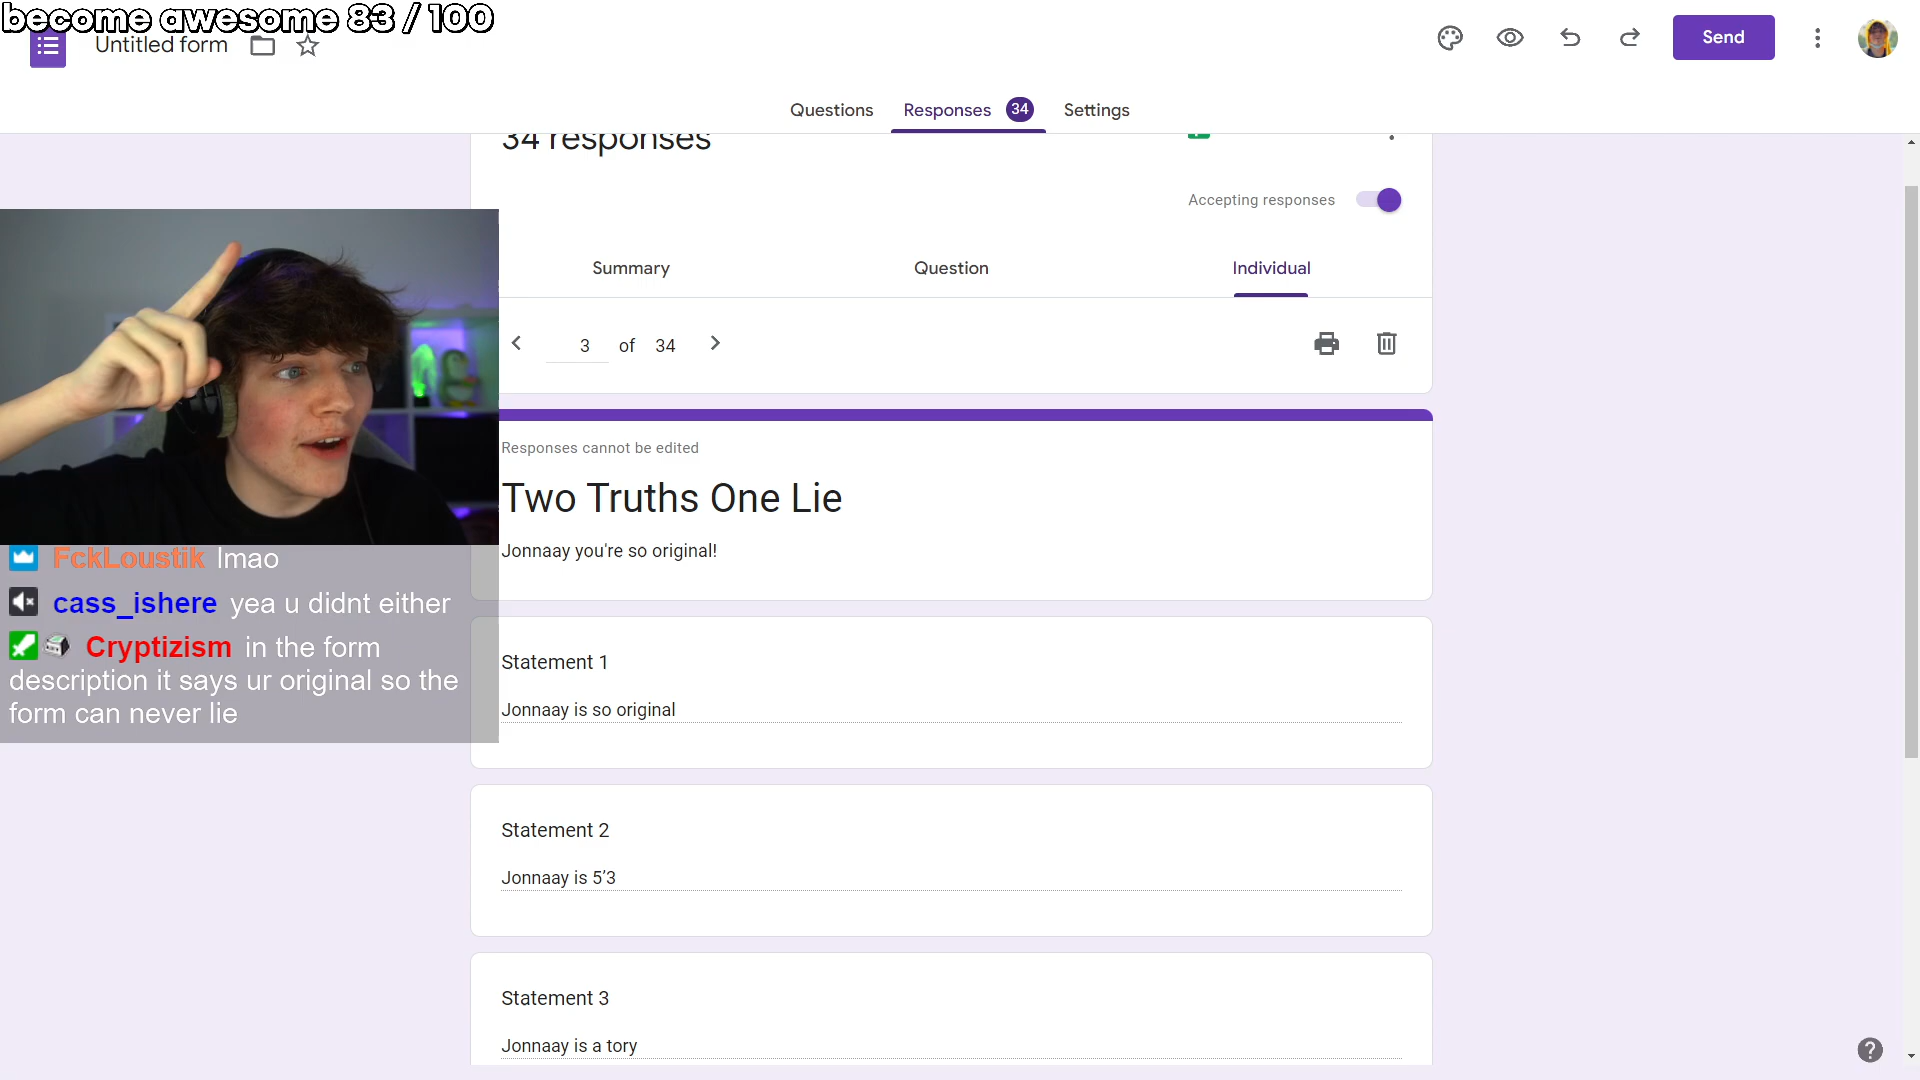 become awesome 83 / 100
Untitled form
Send
Questions
Responses 34
Settings
34 responses
Accepting responses
Summary
Question
Individual
3 of 34
Responses cannot be edited
Two Truths One Lie
Jonnaay you're so original!
FckLoustik lmao
cass_ishere yea u didnt either
Cryptizism in the form
description it says ur original so the
form can never lie
Statement 1
Jonnaay is so original
Statement 2
Jonnaay is 5’3
Statement 3
Jonnaay is a tory